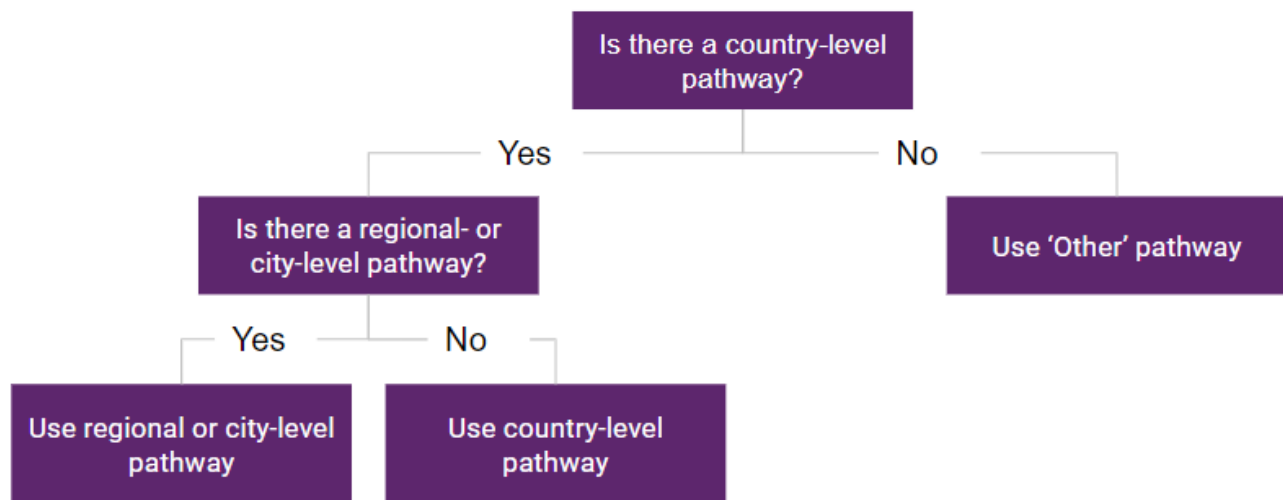 Is there a country-level
pathway?
Yes
No
Is there a regional- or
city-level pathway?
Use ‘Other’ pathway
Yes
No
Use regional or city-level
pathway
Use country-level
pathway